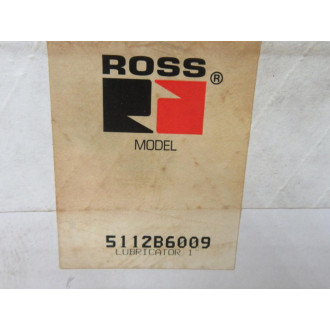 ROSS®
MODEL
5112B6009
LUBRICATOR 1